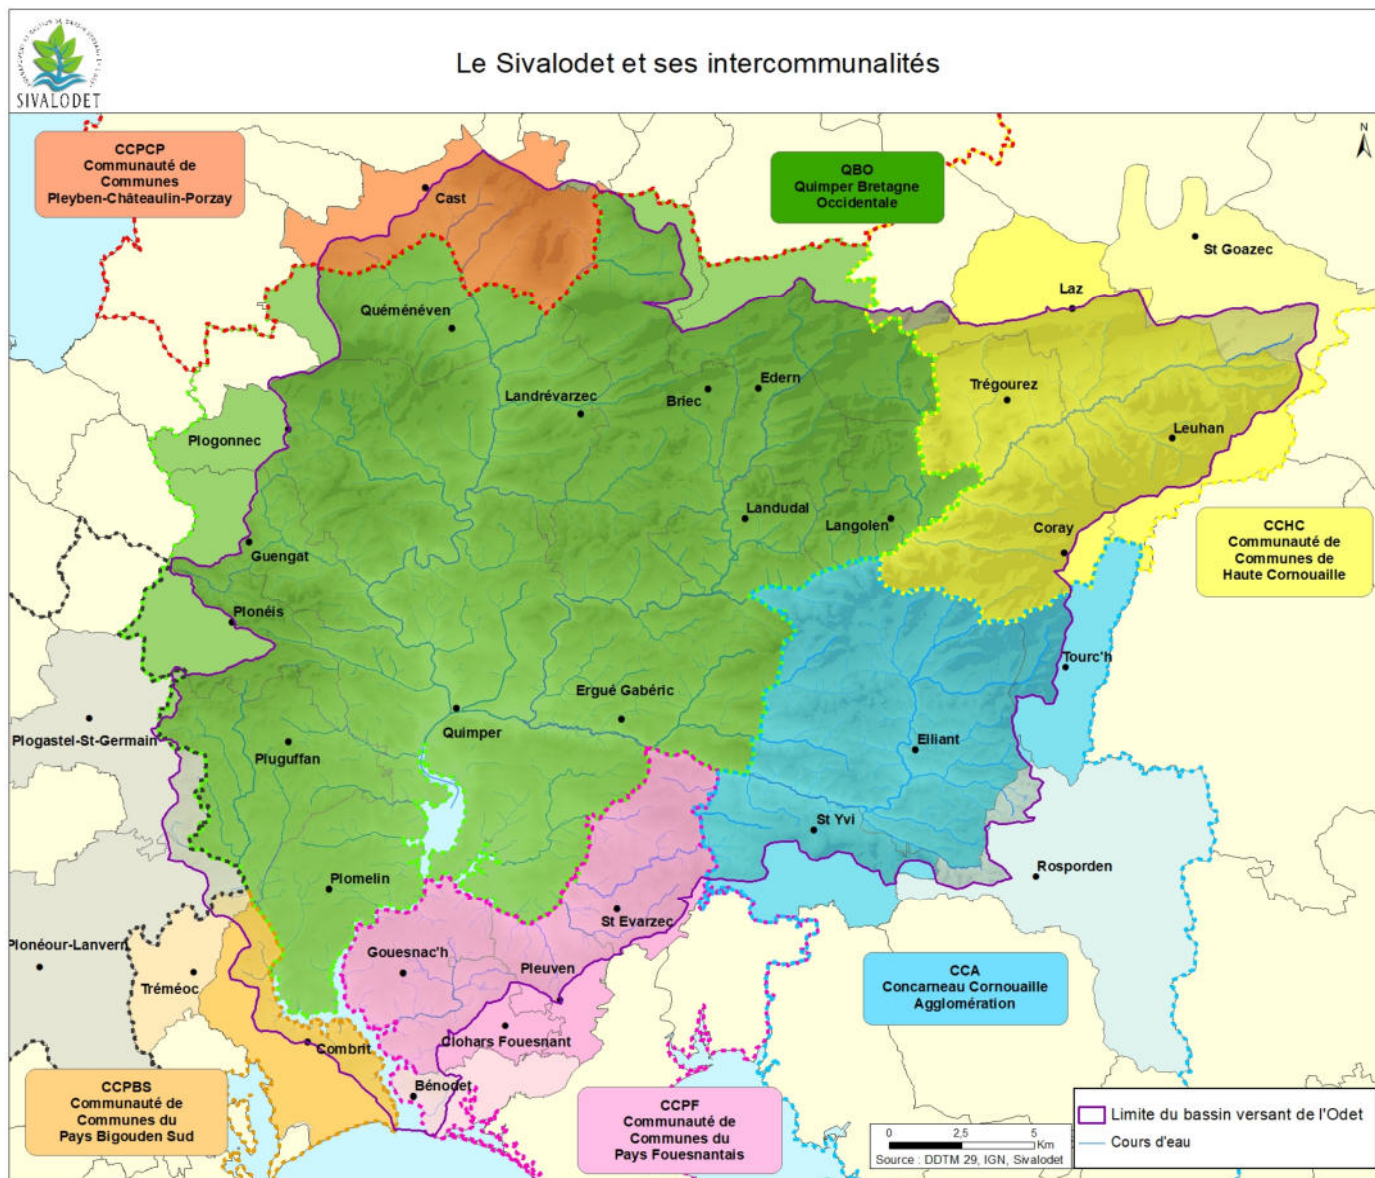 SIVALODET
Le Sivalodet et ses intercommunalités
CCPCP
Communauté de
Communes
Pleyben-Châteaulin-Porzay
QBO
Quimper Bretagne
Occidentale
N
Cast
St Goazec
Laz
Quéménéven
Trégourez
Edern
Briec
Landrévarzec
Leuhan
Plogonnec
Landudal
Langolen
Coray
CCHC
Communauté de
Communes de
Haute Cornouaille
Guengat
Plonéis
Tourc'h
Ergué Gabéric
Quimper
Plogastel-St-Germain
Pluguffan
Elliant
St Yvi
Rosporden
Plomelin
St Evarzec
Plonéour-Lanvern
Gouesnac'h
Pleuven
Tréméoc
CCA
Concarneau Cornouaille
Agglomération
Clohars Fouesnant
Combrit
Bénodet
CCPBS
Communauté de
Communes du
Pays Bigouden Sud
CCPF
Communauté de
Communes du
Pays Fouesnantais
0 2,5 5
Km
Source : DDTM 29, IGN, Sivalodet
Limite du bassin versant de l'Odet
Cours d'eau